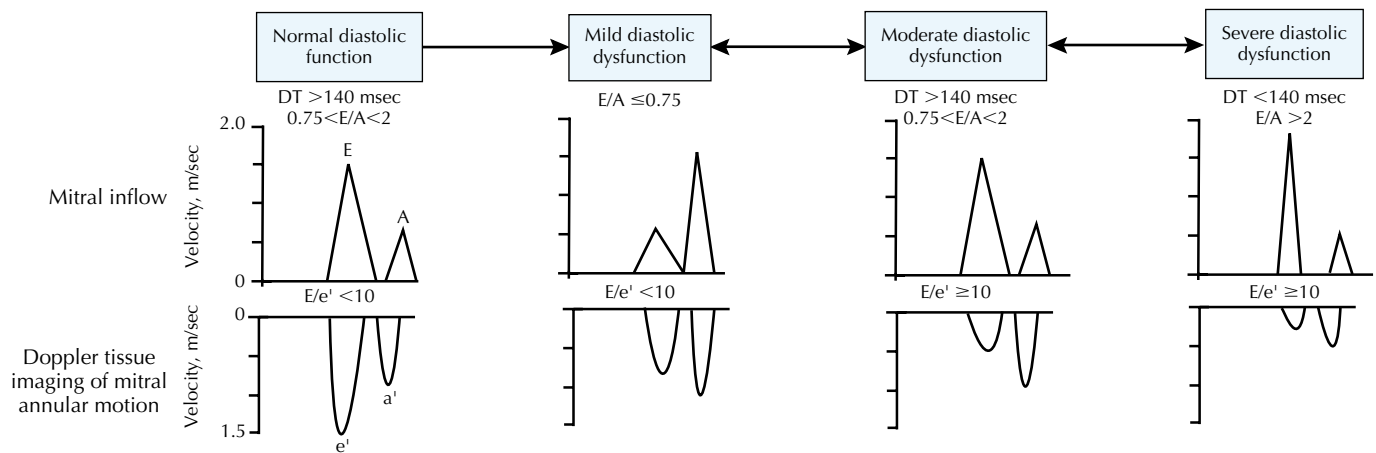 Normal diastolic
function
Mild diastolic
dysfunction
Moderate diastolic
dysfunction
Severe diastolic
dysfunction
DT >140 msec
0.75<E/A<2
E/A ≤0.75
DT >140 msec
0.75<E/A<2
DT <140 msec
E/A >2
Mitral inflow
Velocity, m/sec
2.0
0
E
A
E/e' <10
E/e' <10
E/e' ≥10
E/e' ≥10
Doppler tissue
imaging of mitral
annular motion
Velocity, m/sec
0
1.5
e'
a'